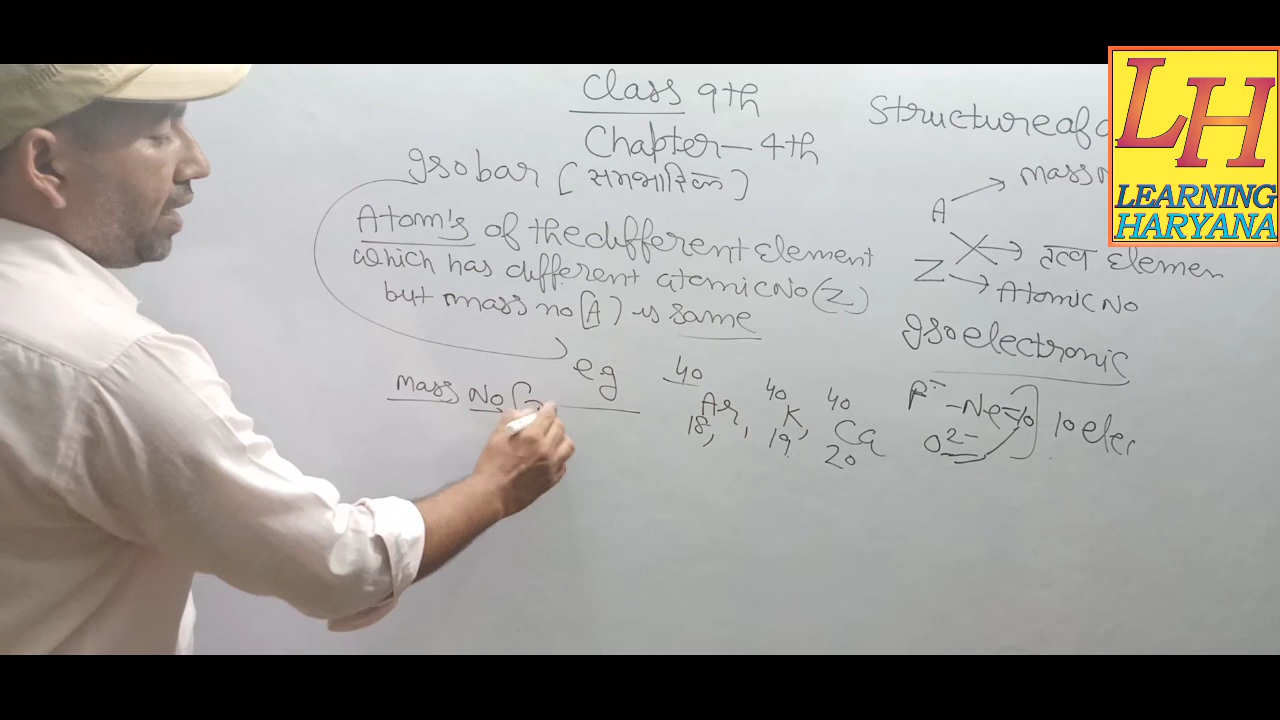 Class 9th
Chapter-4th
Structure of a
Isobar (समभारिक)
mass n
A
Atom's of the different Element
which has different atomic No (Z)
but mass no (A) is same
X → तत्व Elemen
Z → Atomic No
Isoelectronic
eg
40 Ar 18, 40 K 19, 40 Ca 20
F⁻ - Ne = 10
O 2-
10 elec
mass No (
LH
LEARNING
HARYANA